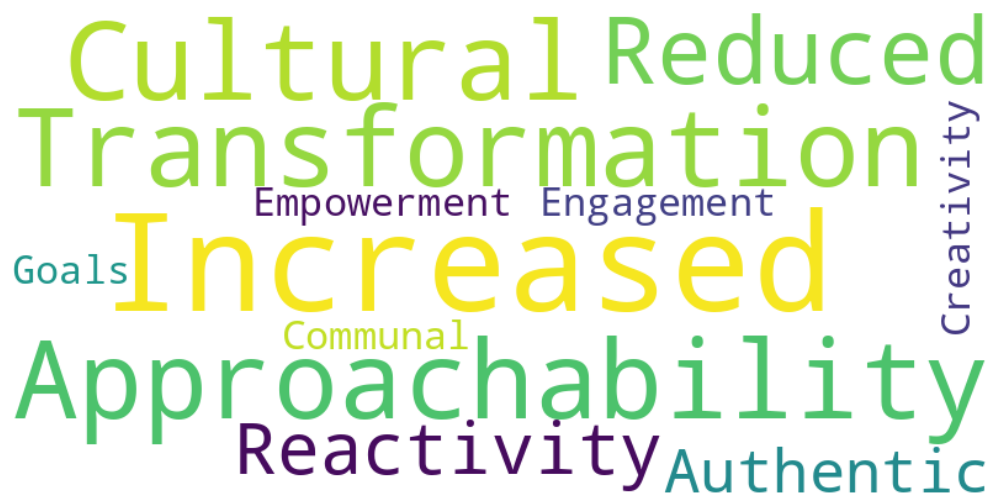 Cultural Reduced
Transformation
Creativity
Empowerment Engagement
Increased
Goals
Communal
Approachability
Reactivity
Authentic